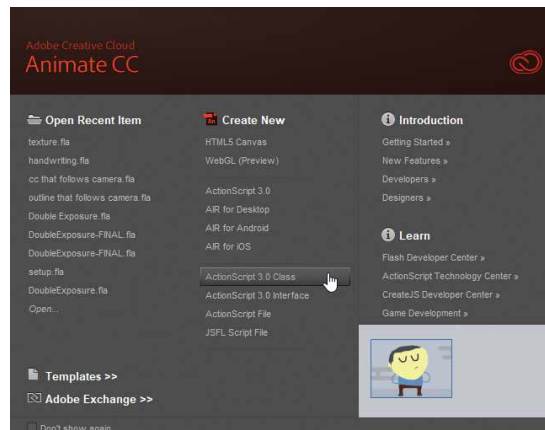 Adobe Creative Cloud
Animate CC
Open Recent Item
texture.fla
handwriting.fla
cc that follows camera.fla
outline that follows camera.fla
Double Exposure.fla
DoubleExposure-FINAL.fla
DoubleExposure-FINAL.fla
setup.fla
DoubleExposure.fla
Open...
Templates >>
Adobe Exchange >>
Don't show again
An Create New
HTML5 Canvas
WebGL (Preview)
ActionScript 3.0
AIR for Desktop
AIR for Android
AIR for iOS
ActionScript 3.0 Class
ActionScript 3.0 Interface
ActionScript File
JSFL Script File
Introduction
Getting Started »
New Features »
Developers »
Designers »
Learn
Flash Developer Center »
ActionScript Technology Center »
CreateJS Developer Center »
Game Development »